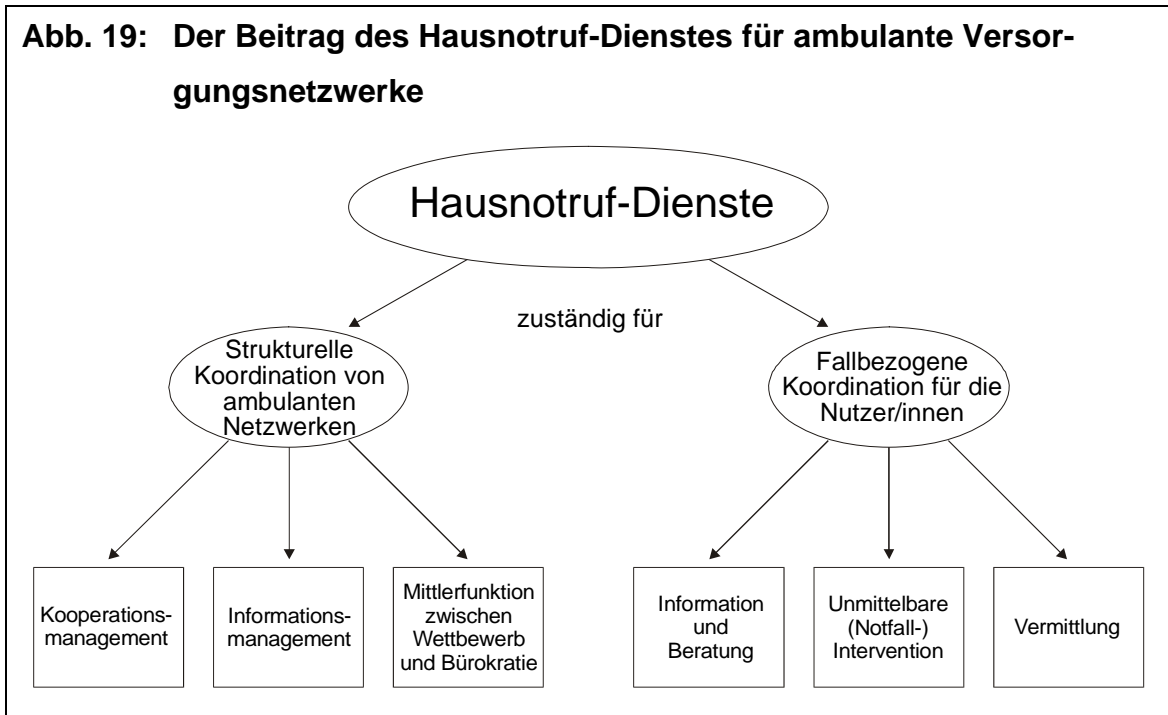 Abb. 19: Der Beitrag des Hausnotruf-Dienstes für ambulante Versor-
gungsnetzwerke
Hausnotruf-Dienste
zuständig für
Strukturelle
Koordination von
ambulanten
Netzwerken
Fallbezogene
Koordination für die
Nutzer/innen
Kooperations-
management
Informations-
management
Mittlerfunktion
zwischen
Wettbewerb
und Bürokratie
Information
und
Beratung
Unmittelbare
(Notfall-)
Intervention
Vermittlung